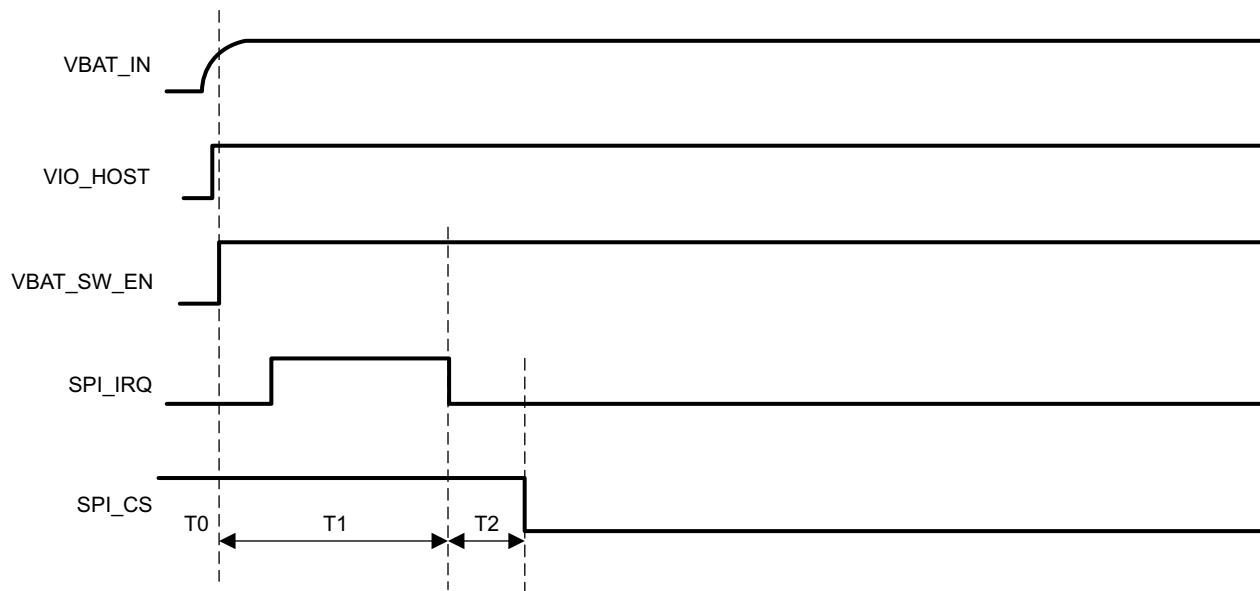 VBAT_IN
VIO_HOST
VBAT_SW_EN
SPI_IRQ
SPI_CS
T0 T1 T2